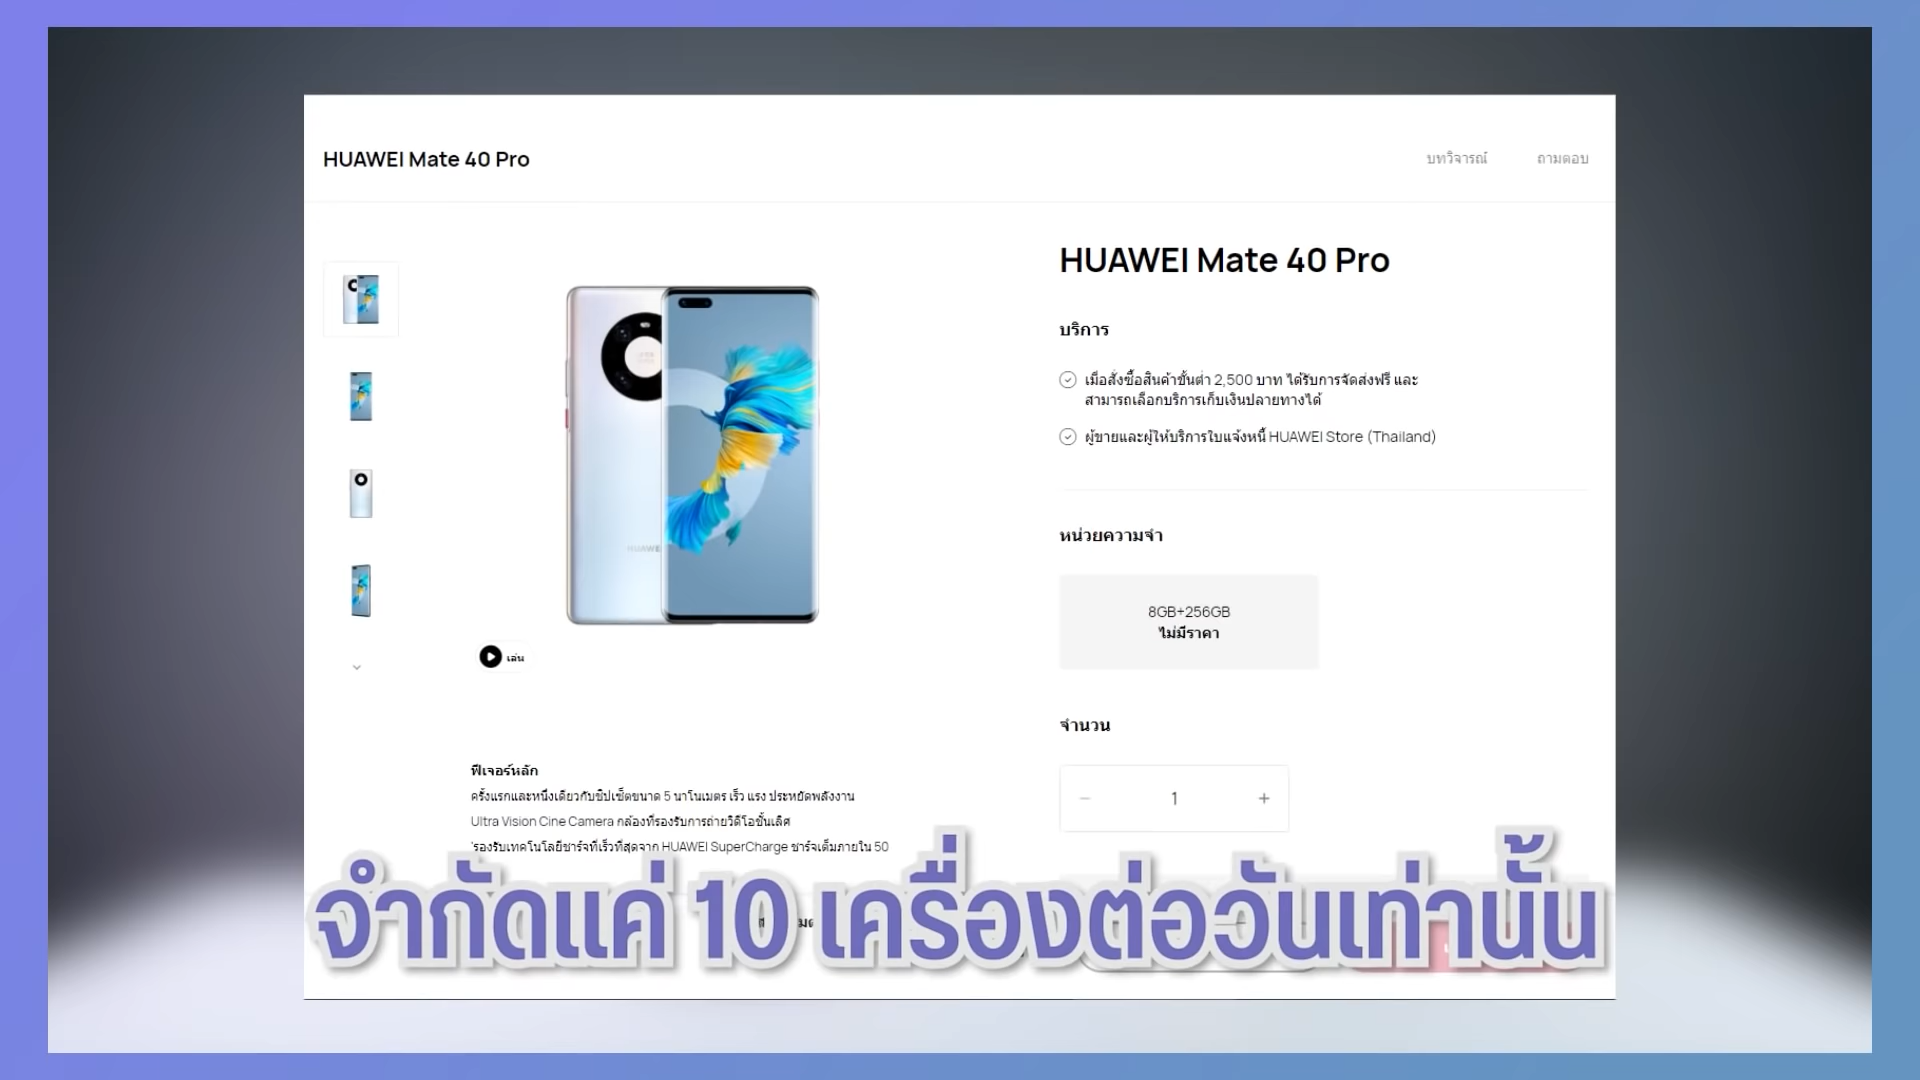 HUAWEI Mate 40 Pro
บทวิจารณ์
ถามตอบ
HUAWEI Mate 40 Pro
บริการ
เมื่อสั่งซื้อสินค้าขั้นต่ำ 2,500 บาท ได้รับการจัดส่งฟรี และ
สามารถเลือกบริการเก็บเงินปลายทางได้
ผู้ขายและผู้ให้บริการใบแจ้งหนี้ HUAWEI Store (Thailand)
หน่วยความจำ
8GB+256GB
ไม่มีราคา
จำนวน
1
เล่น
ฟีเจอร์หลัก
ครั้งแรกและหนึ่งเดียวกับชิปเซ็ตขนาด 5 นาโนเมตร เร็ว แรง ประหยัดพลังงาน
Ultra Vision Cine Camera กล้องที่รองรับการถ่ายวิดีโอขั้นเลิศ
'รองรับเทคโนโลยีชาร์จที่เร็วที่สุดจาก HUAWEI SuperCharge ชาร์จเต็มภายใน 50
จำกัดแค่ 10 เครื่องต่อวันเท่านั้น